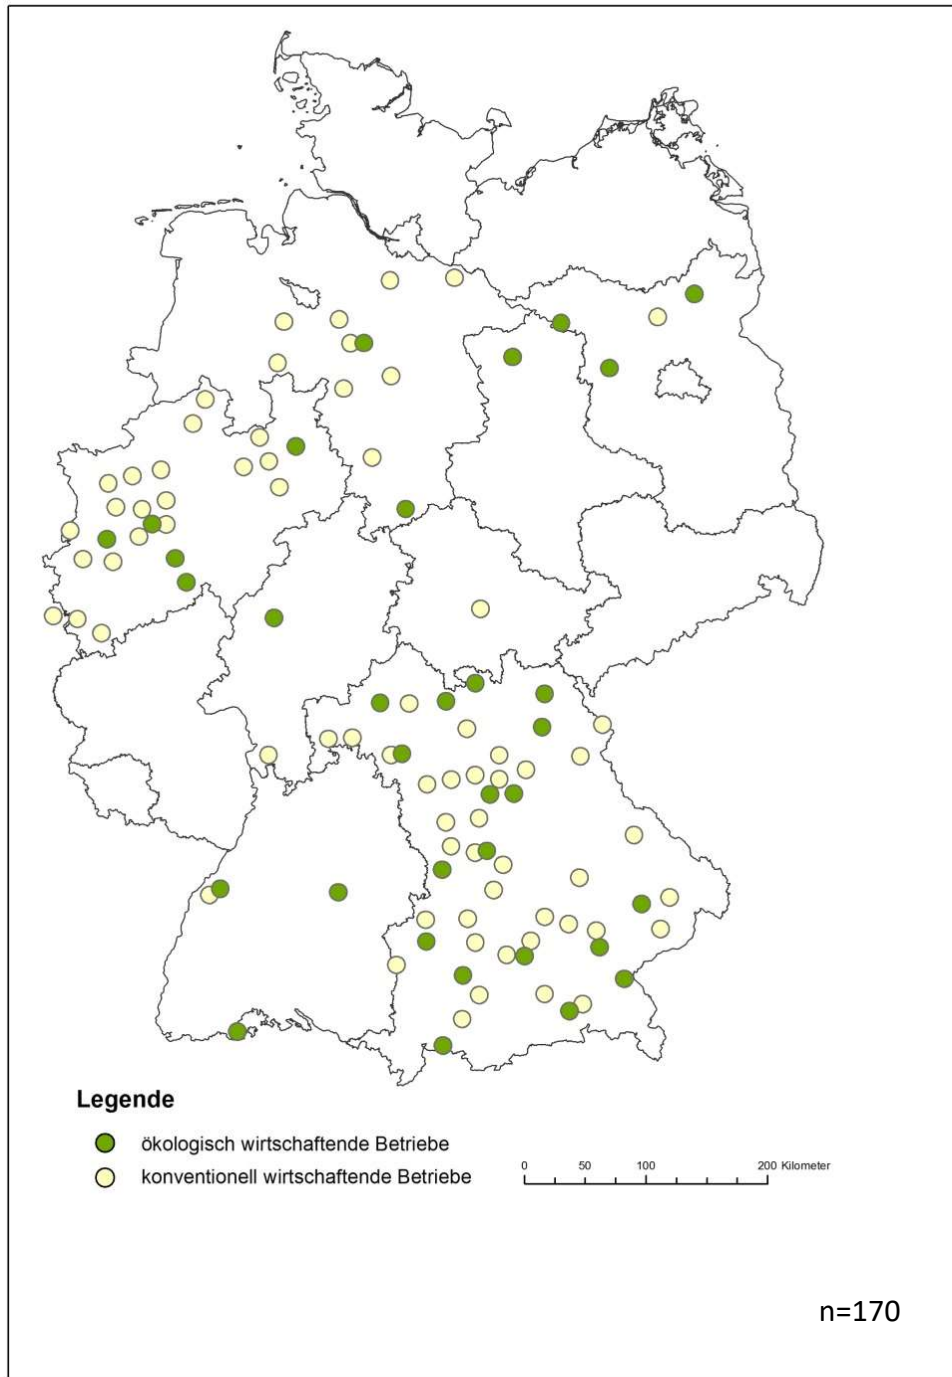 Legende
ökologisch wirtschaftende Betriebe
konventionell wirtschaftende Betriebe
0 50 100 200 Kilometer
n=170